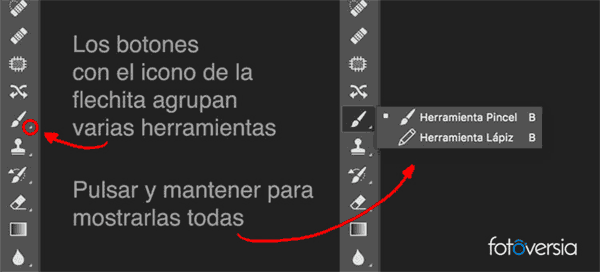 Los botones
con el icono de la
flechita agrupan
varias herramientas
Pulsar y mantener para
mostrarlas todas
Herramienta Pincel B
Herramienta Lápiz B
fotóversia